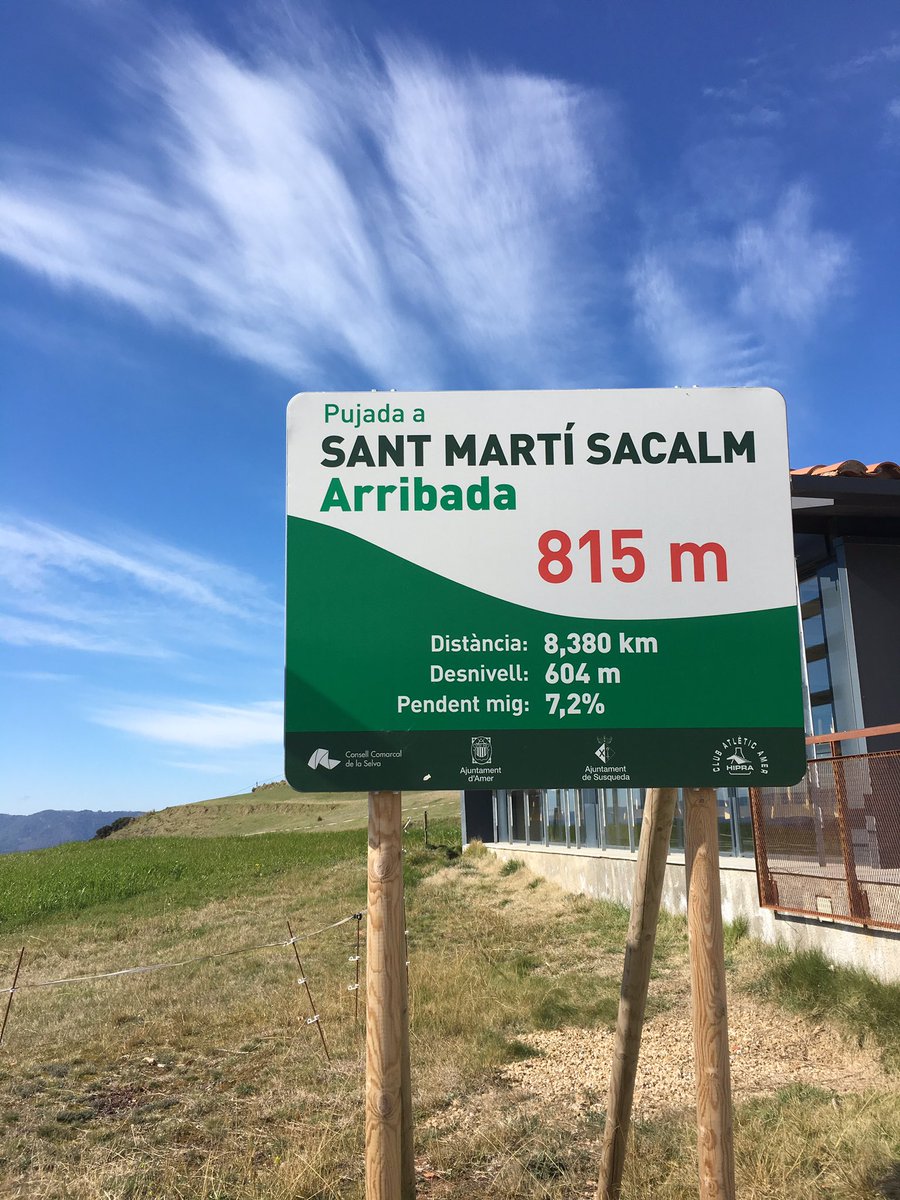 Pujada a
SANT MARTÍ SACALM
Arribada
815 m
Distància: 8,380 km
Desnivell: 604 m
Pendent mig: 7,2%
Consell Comarcal
de la Selva
Ajuntament
d'Amer
Ajuntament
de Susqueda
CLUB ATLÈTIC AMER
HIPRA